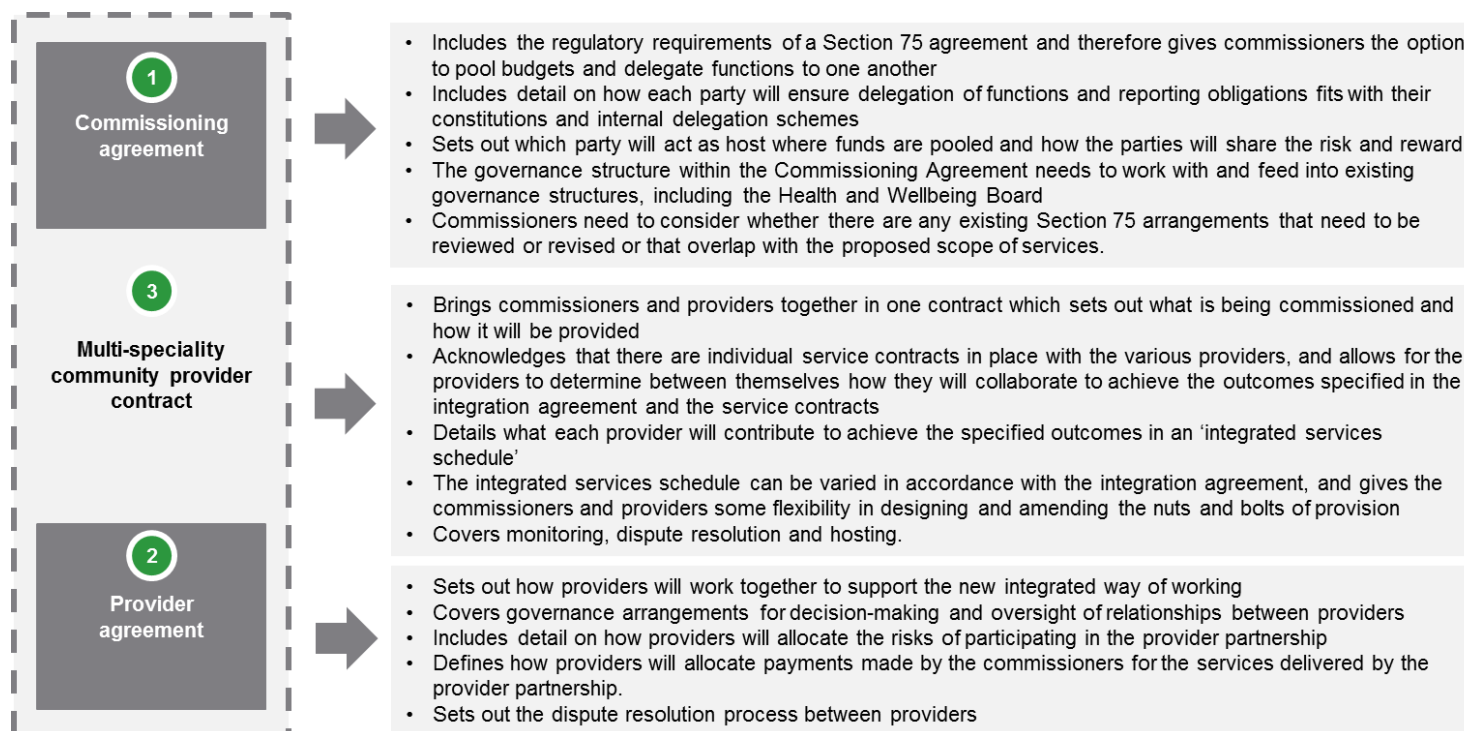 1
Commissioning
agreement
• Includes the regulatory requirements of a Section 75 agreement and therefore gives commissioners the option
to pool budgets and delegate functions to one another
• Includes detail on how each party will ensure delegation of functions and reporting obligations fits with their
constitutions and internal delegation schemes
• Sets out which party will act as host where funds are pooled and how the parties will share the risk and reward
• The governance structure within the Commissioning Agreement needs to work with and feed into existing
governance structures, including the Health and Wellbeing Board
• Commissioners need to consider whether there are any existing Section 75 arrangements that need to be
reviewed or revised or that overlap with the proposed scope of services.
3
Multi-speciality
community provider
contract
• Brings commissioners and providers together in one contract which sets out what is being commissioned and
how it will be provided
• Acknowledges that there are individual service contracts in place with the various providers, and allows for the
providers to determine between themselves how they will collaborate to achieve the outcomes specified in the
integration agreement and the service contracts
• Details what each provider will contribute to achieve the specified outcomes in an ‘integrated services
schedule’
• The integrated services schedule can be varied in accordance with the integration agreement, and gives the
commissioners and providers some flexibility in designing and amending the nuts and bolts of provision
• Covers monitoring, dispute resolution and hosting.
2
Provider
agreement
• Sets out how providers will work together to support the new integrated way of working
• Covers governance arrangements for decision-making and oversight of relationships between providers
• Includes detail on how providers will allocate the risks of participating in the provider partnership
• Defines how providers will allocate payments made by the commissioners for the services delivered by the
provider partnership.
• Sets out the dispute resolution process between providers